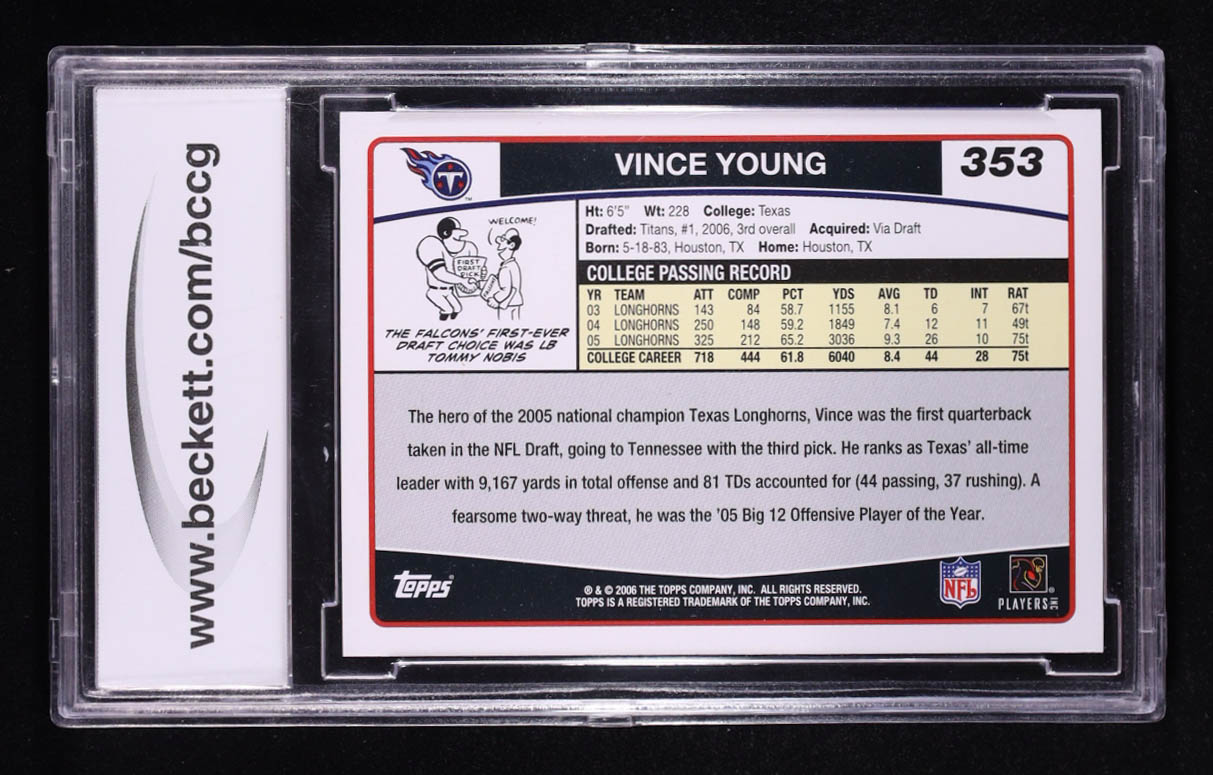 www.beckett.com/bccg
T
TM
VINCE YOUNG
353
WELCOME!
FIRST
DRAFT
PICK
THE FALCONS' FIRST-EVER
DRAFT CHOICE WAS LB
TOMMY NOBIS
Ht: 6'5" Wt: 228 College: Texas
Drafted: Titans, #1, 2006, 3rd overall Acquired: Via Draft
Born: 5-18-83, Houston, TX Home: Houston, TX
COLLEGE PASSING RECORD
YR TEAM ATT COMP PCT YDS AVG TD INT RAT
03 LONGHORNS 143 84 58.7 1155 8.1 6 7 67t
04 LONGHORNS 250 148 59.2 1849 7.4 12 11 49t
05 LONGHORNS 325 212 65.2 3036 9.3 26 10 75t
COLLEGE CAREER 718 444 61.8 6040 8.4 44 28 75t
The hero of the 2005 national champion Texas Longhorns, Vince was the first quarterback
taken in the NFL Draft, going to Tennessee with the third pick. He ranks as Texas' all-time
leader with 9,167 yards in total offense and 81 TDs accounted for (44 passing, 37 rushing). A
fearsome two-way threat, he was the '05 Big 12 Offensive Player of the Year.
topps®
® & © 2006 THE TOPPS COMPANY, INC. ALL RIGHTS RESERVED.
TOPPS IS A REGISTERED TRADEMARK OF THE TOPPS COMPANY, INC.
NFL
PLAYERS INC